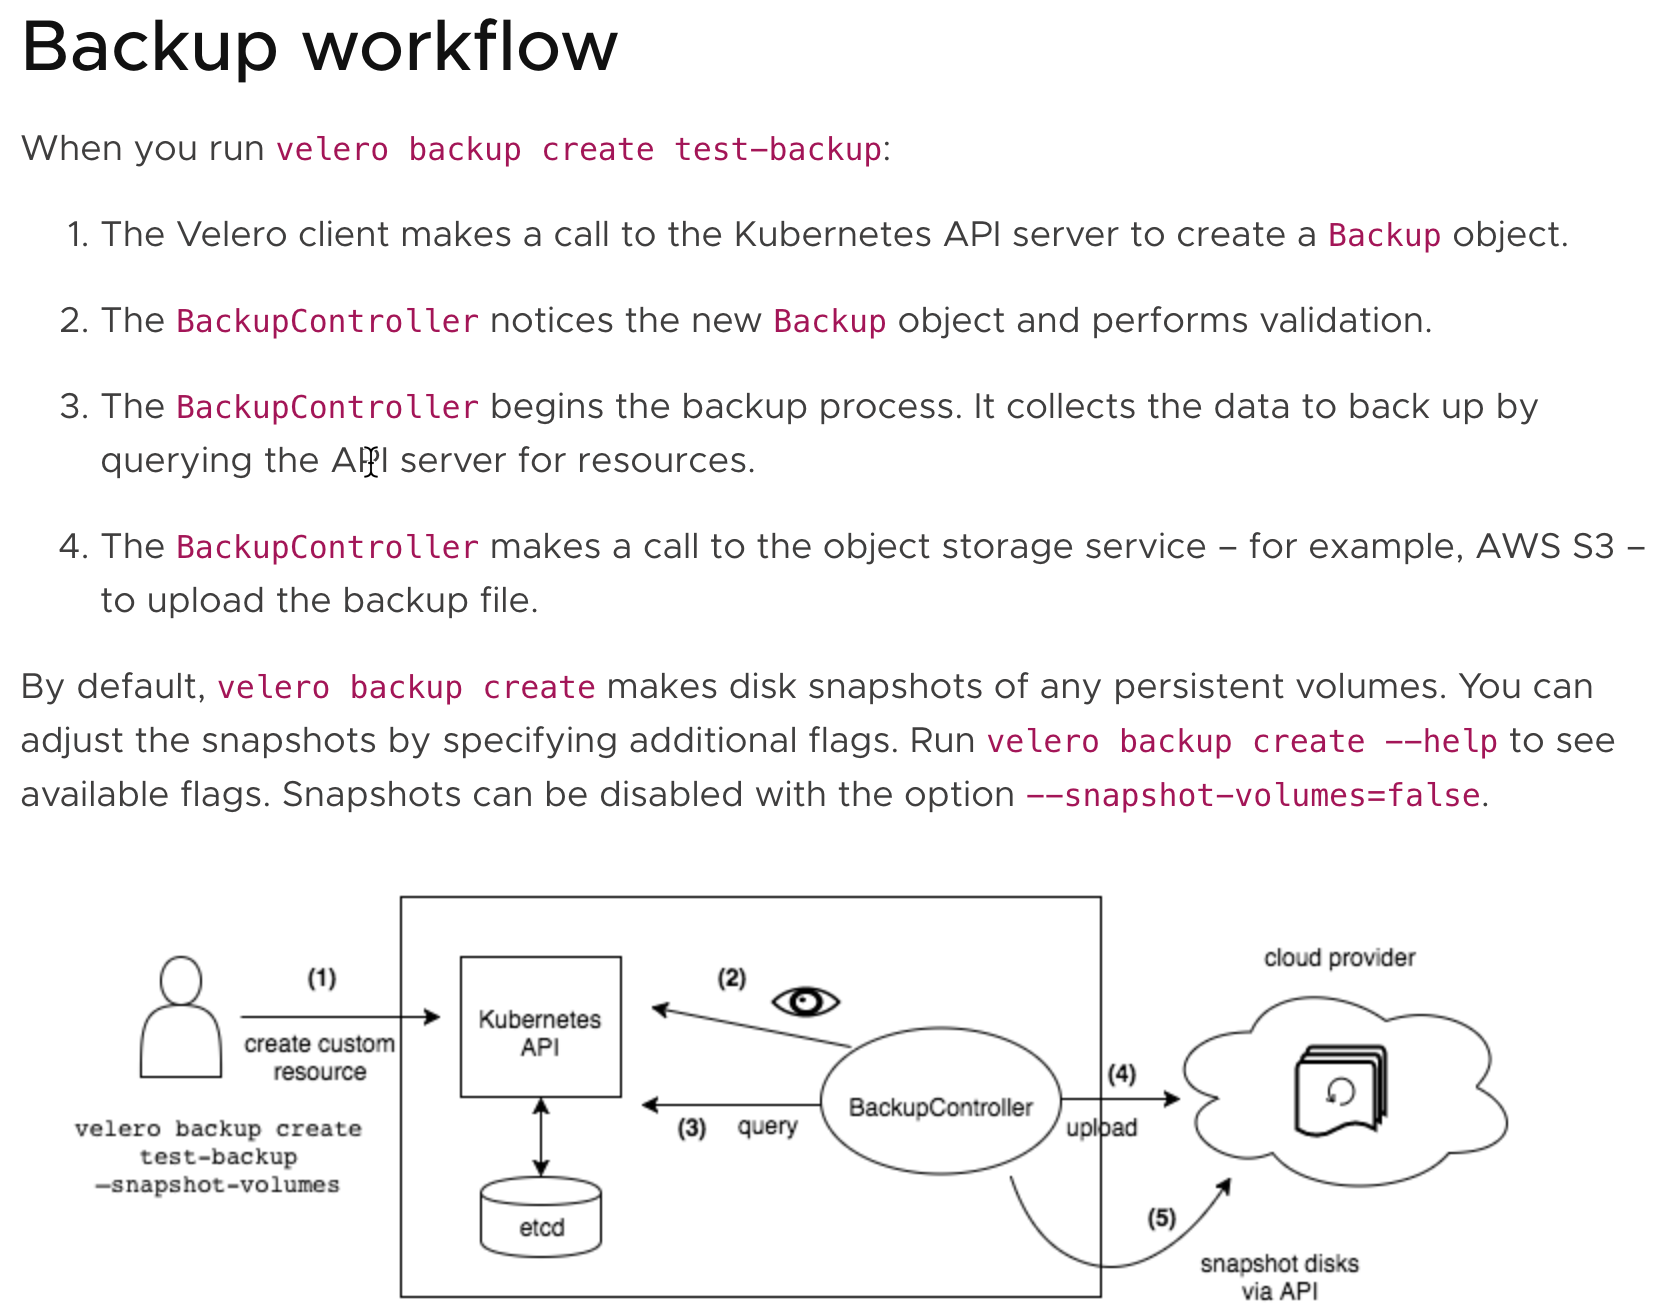 Backup workflow
When you run velero backup create test-backup:
1. The Velero client makes a call to the Kubernetes API server to create a Backup object.
2. The BackupController notices the new Backup object and performs validation.
3. The BackupController begins the backup process. It collects the data to back up by
querying the API server for resources.
4. The BackupController makes a call to the object storage service – for example, AWS S3 –
to upload the backup file.
By default, velero backup create makes disk snapshots of any persistent volumes. You can
adjust the snapshots by specifying additional flags. Run velero backup create --help to see
available flags. Snapshots can be disabled with the option --snapshot-volumes=false.
(1)
create custom
resource
velero backup create
test-backup
—snapshot-volumes
Kubernetes
API
etcd
(2)
(3) query
BackupController
(4)
upload
cloud provider
(5)
snapshot disks
via API